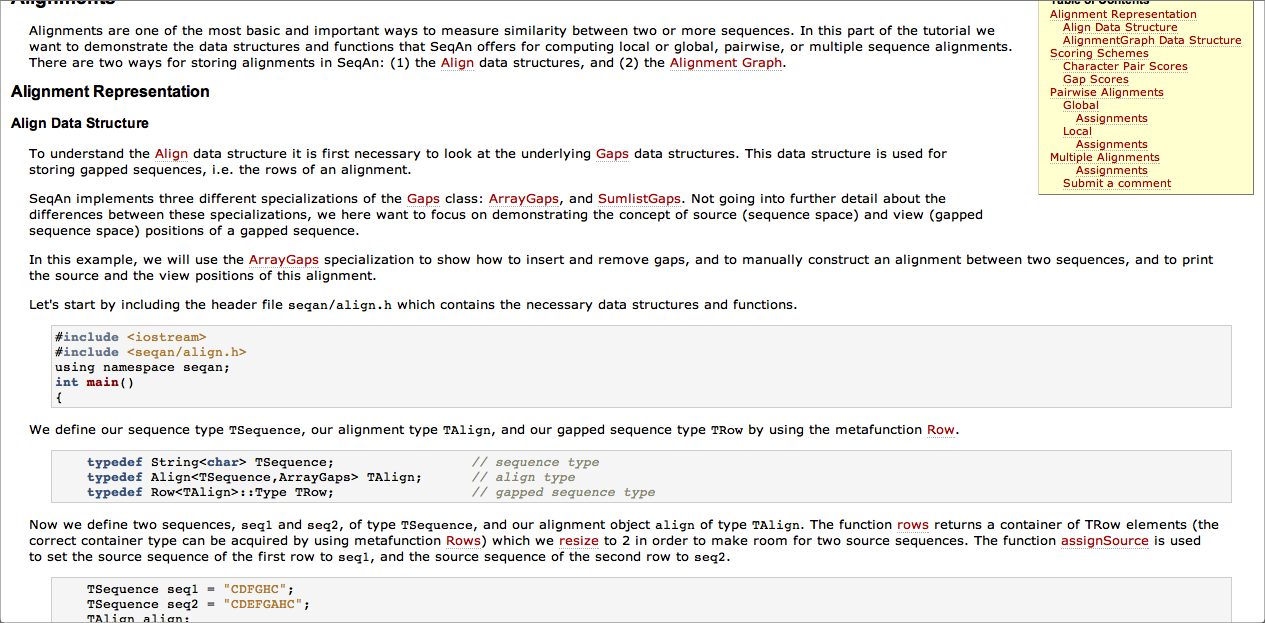 Alignments
Alignments are one of the most basic and important ways to measure similarity between two or more sequences. In this part of the tutorial we
want to demonstrate the data structures and functions that SeqAn offers for computing local or global, pairwise, or multiple sequence alignments.
There are two ways for storing alignments in SeqAn: (1) the Align data structures, and (2) the Alignment Graph.
Table of Contents
Alignment Representation
Align Data Structure
AlignmentGraph Data Structure
Scoring Schemes
Character Pair Scores
Gap Scores
Pairwise Alignments
Global
Assignments
Local
Assignments
Multiple Alignments
Assignments
Submit a comment
Alignment Representation
Align Data Structure
To understand the Align data structure it is first necessary to look at the underlying Gaps data structures. This data structure is used for
storing gapped sequences, i.e. the rows of an alignment.
SeqAn implements three different specializations of the Gaps class: ArrayGaps, and SumlistGaps. Not going into further detail about the
differences between these specializations, we here want to focus on demonstrating the concept of source (sequence space) and view (gapped
sequence space) positions of a gapped sequence.
In this example, we will use the ArrayGaps specialization to show how to insert and remove gaps, and to manually construct an alignment between two sequences, and to print
the source and the view positions of this alignment.
Let's start by including the header file seqan/align.h which contains the necessary data structures and functions.
#include <iostream>
#include <seqan/align.h>
using namespace seqan;
int main()
{
We define our sequence type TSequence, our alignment type TAlign, and our gapped sequence type TRow by using the metafunction Row.
typedef String<char> TSequence; // sequence type
typedef Align<TSequence,ArrayGaps> TAlign; // align type
typedef Row<TAlign>::Type TRow; // gapped sequence type
Now we define two sequences, seq1 and seq2, of type TSequence, and our alignment object align of type TAlign. The function rows returns a container of TRow elements (the
correct container type can be acquired by using metafunction Rows) which we resize to 2 in order to make room for two source sequences. The function assignSource is used
to set the source sequence of the first row to seq1, and the source sequence of the second row to seq2.
TSequence seq1 = "CDFGHC";
TSequence seq2 = "CDEFGAHC";
TAlign align;